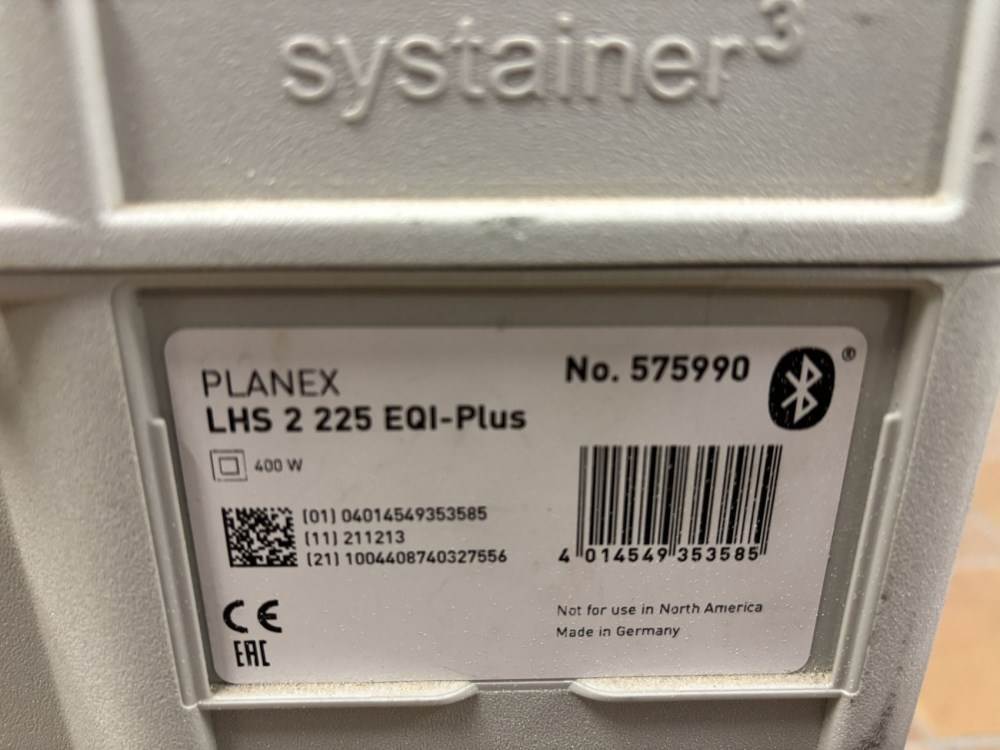 systainer³
PLANEX
LHS 2 225 EQI-Plus
No. 575990
®
400 W
(01) 04014549353585
(11) 211213
(21) 1004408740327556
4 014549 353585
CE
EAC
Not for use in North America
Made in Germany